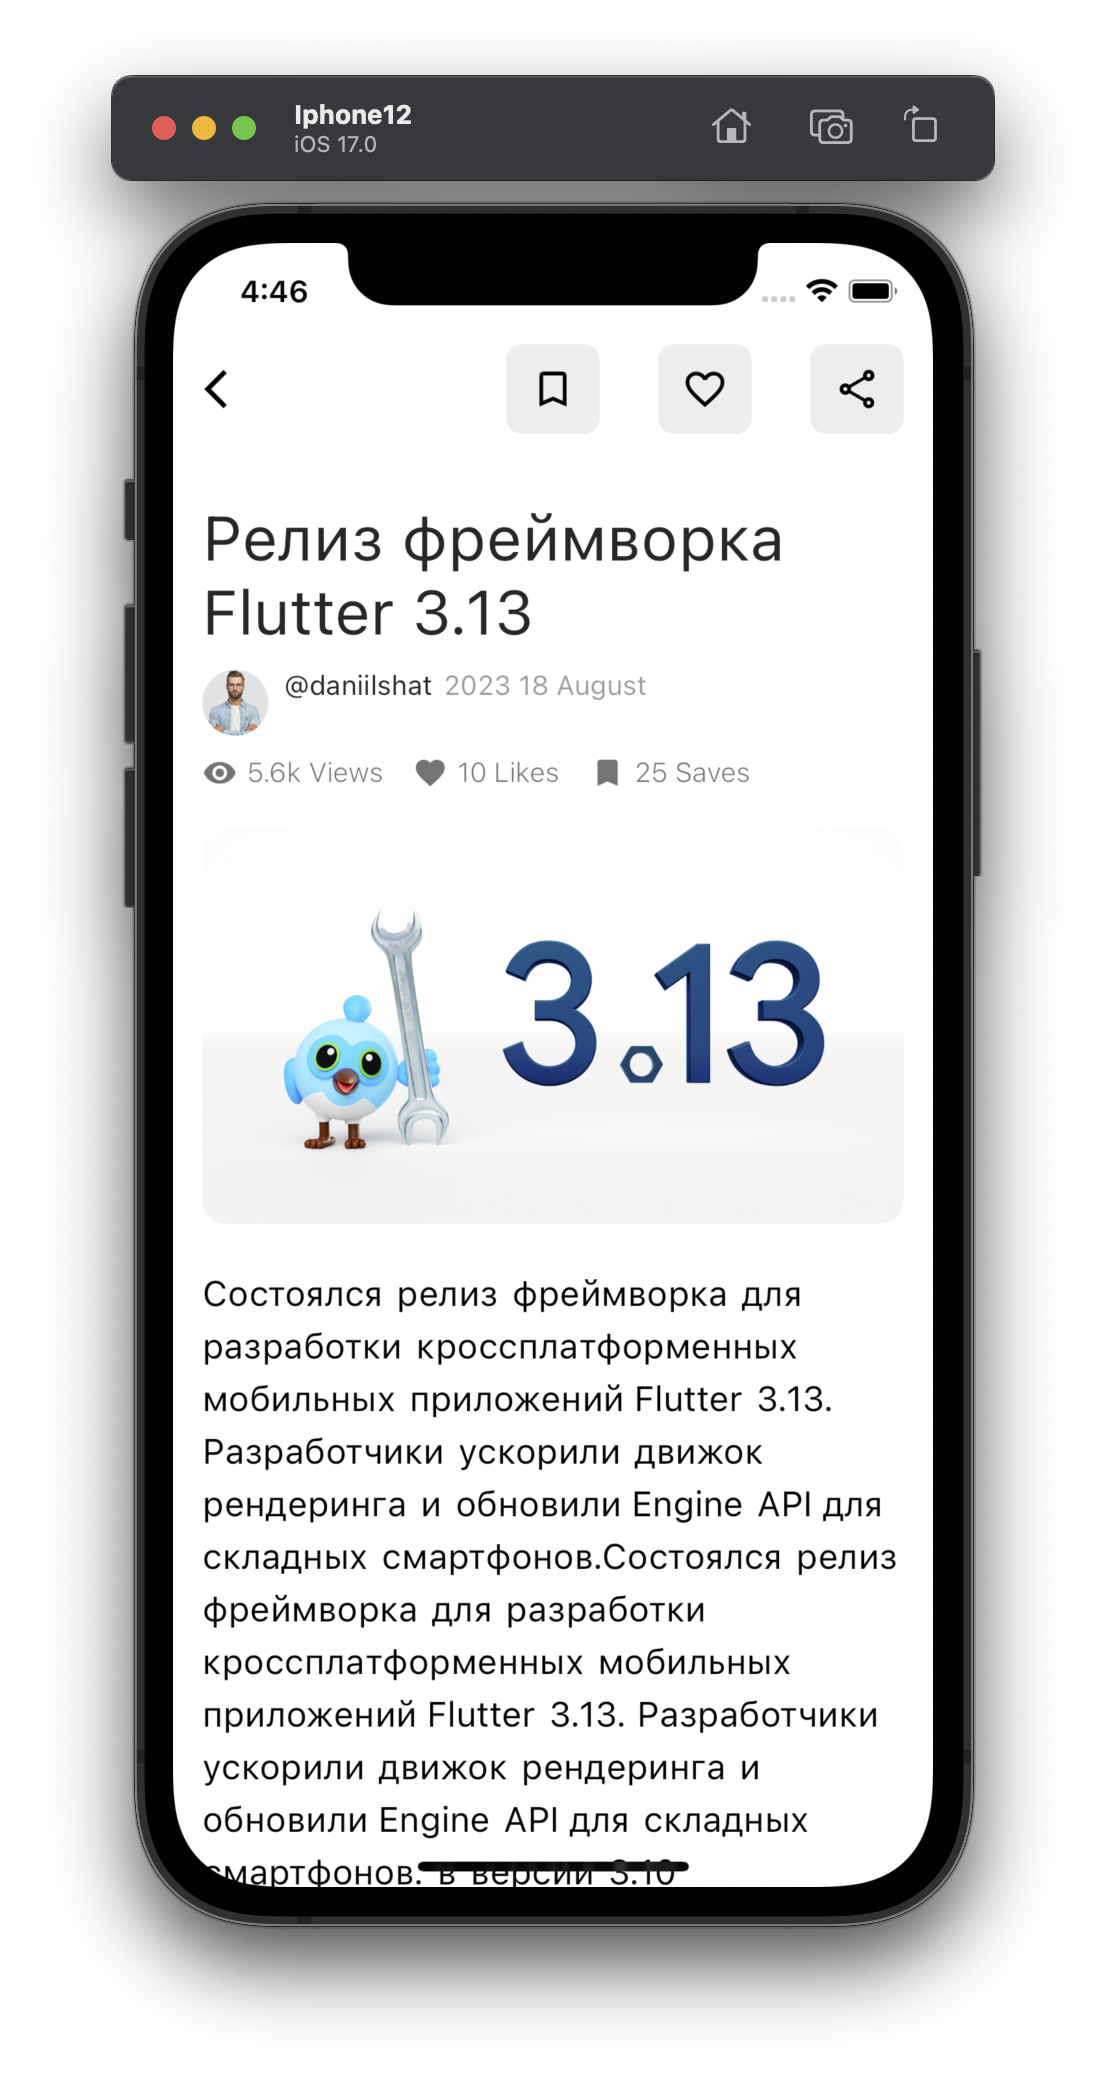 Iphone12
iOS 17.0
4:46
Релиз фреймворка
Flutter 3.13
@daniilshat 2023 18 August
5.6k Views 10 Likes 25 Saves
3.13
Состоялся релиз фреймворка для
разработки кроссплатформенных
мобильных приложений Flutter 3.13.
Разработчики ускорили движок
рендеринга и обновили Engine API для
складных смартфонов.Состоялся релиз
фреймворка для разработки
кроссплатформенных мобильных
приложений Flutter 3.13. Разработчики
ускорили движок рендеринга и
обновили Engine API для складных
смартфонов. в версии 3.10